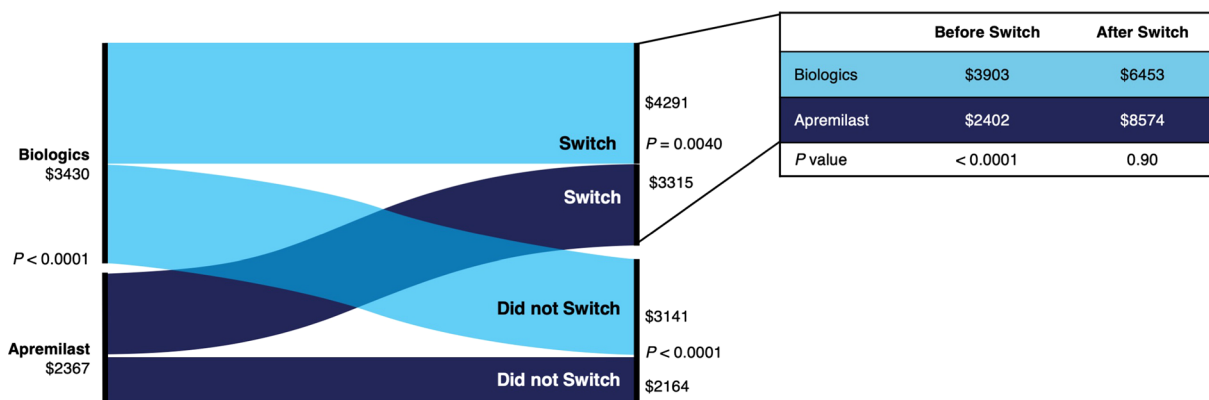 Biologics
$3430
P < 0.0001
Apremilast
$2367
Switch
Switch
Did not Switch
Did not Switch
$4291
P = 0.0040
$3315
$3141
P < 0.0001
$2164
Before Switch After Switch
Biologics $3903 $6453
Apremilast $2402 $8574
P value < 0.0001 0.90